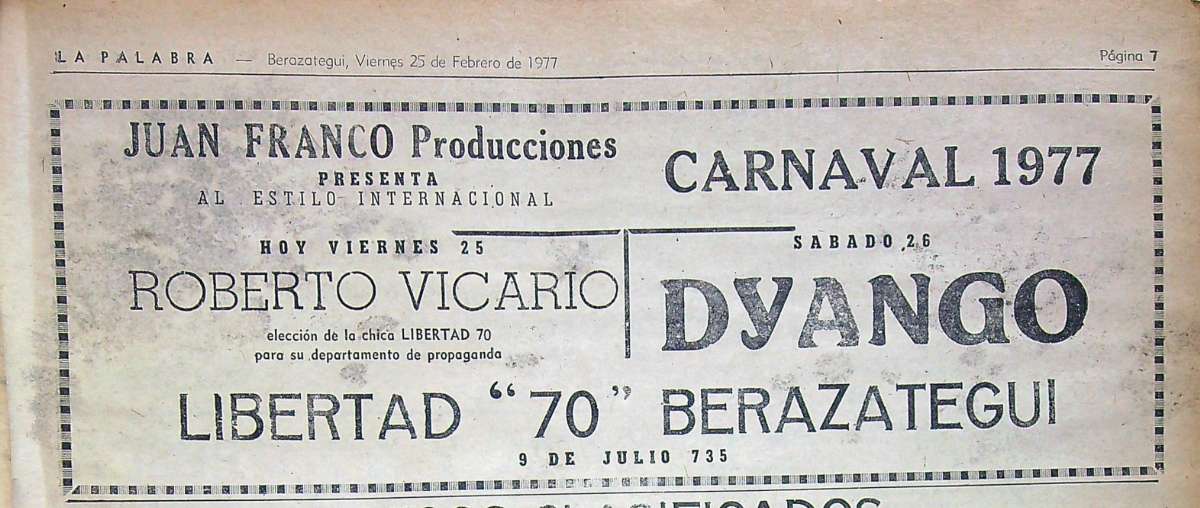 LA PALABRA — Berazategui, Viernes 25 de Febrero de 1977 Página 7
JUAN FRANCO Producciones
PRESENTA
AL ESTILO INTERNACIONAL
CARNAVAL 1977
HOY VIERNES 25
ROBERTO VICARIO
elección de la chica LIBERTAD 70
para su departamento de propaganda
SABADO 26
DYANGO
LIBERTAD "70" BERAZATEGUI
9 DE JULIO 735
CLASIFICADOS